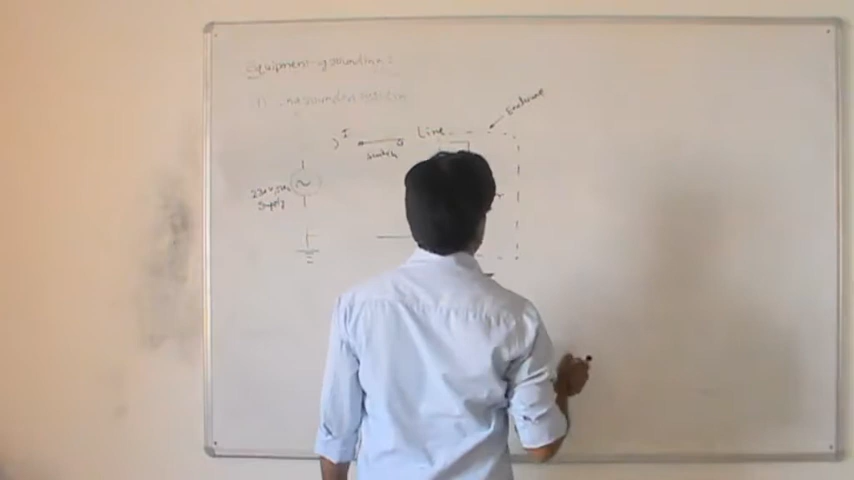 Equipment grounding :
1) Ungrounded system
Enclosure
I
Line
Switch
230V, 50Hz
Supply